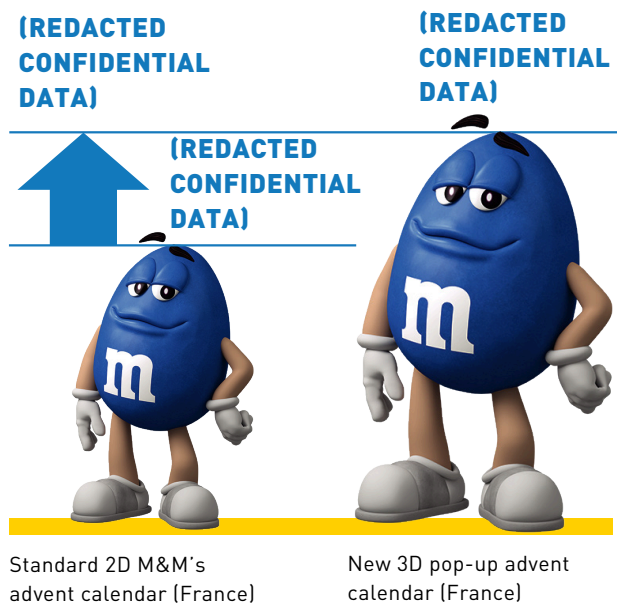 (REDACTED
CONFIDENTIAL
DATA)
(REDACTED
CONFIDENTIAL
DATA)
(REDACTED
CONFIDENTIAL
DATA)
m
m
Standard 2D M&M’s
advent calendar (France)
New 3D pop-up advent
calendar (France)